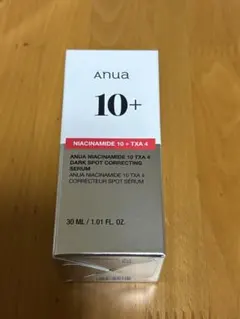 Anua
10+
NIACINAMIDE 10 + TXA 4
ANUA NIACINAMIDE 10 TXA 4
DARK SPOT CORRECTING
SERUM
ANUA NIACINAMIDE 10 TXA 4
CORRECTEUR SPOT SÉRUM
30 ML / 1.01 FL. OZ.